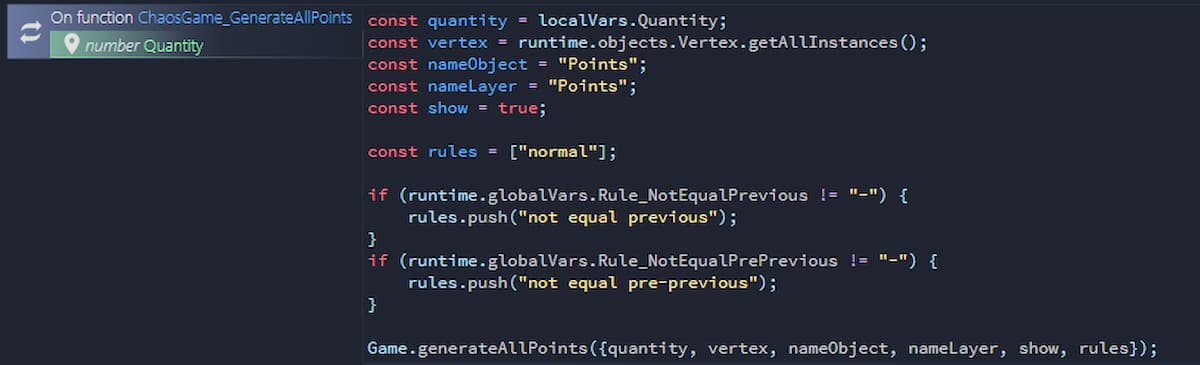 On function ChaosGame_GenerateAllPoints
number Quantity
const quantity = localVars.Quantity;
const vertex = runtime.objects.Vertex.getAllInstances();
const nameObject = "Points";
const nameLayer = "Points";
const show = true;
const rules = ["normal"];
if (runtime.globalVars.Rule_NotEqualPrevious != "-") {
    rules.push("not equal previous");
}
if (runtime.globalVars.Rule_NotEqualPrePrevious != "-") {
    rules.push("not equal pre-previous");
}
Game.generateAllPoints({quantity, vertex, nameObject, nameLayer, show, rules});